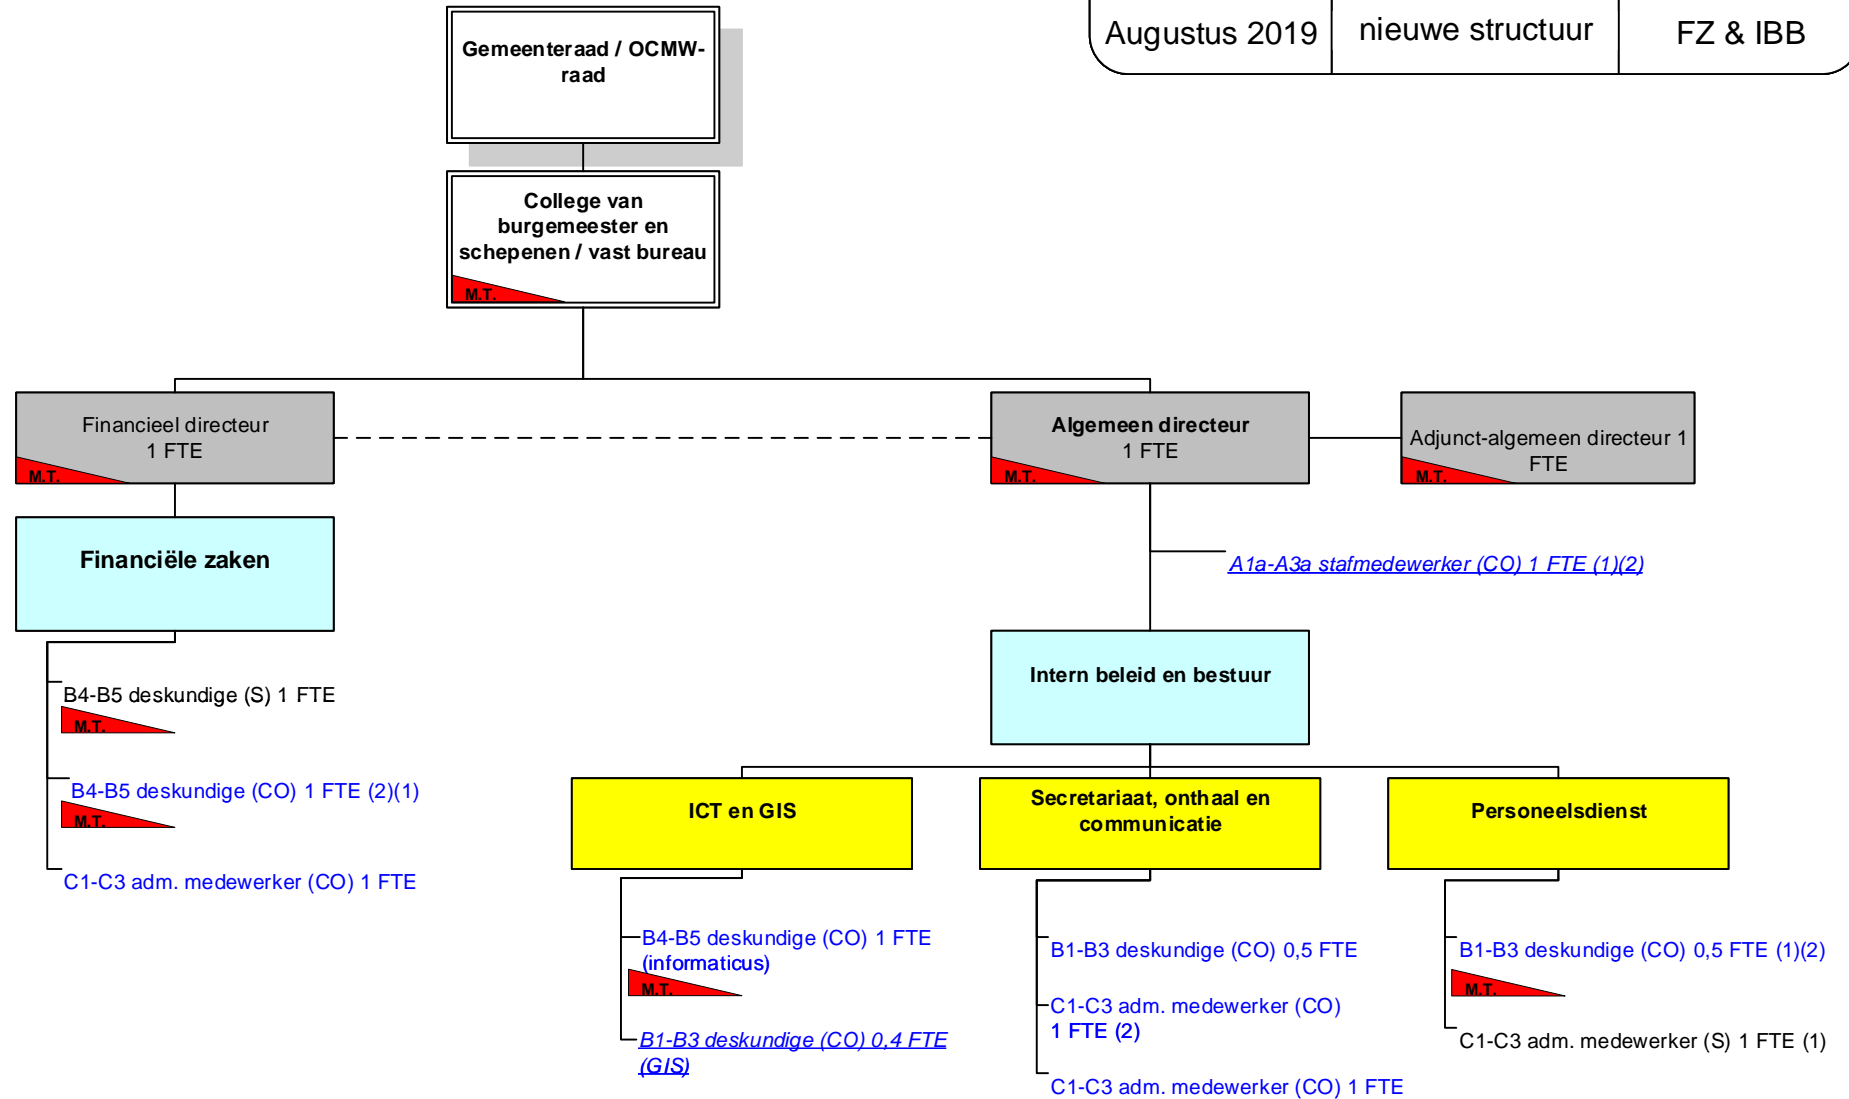 Augustus 2019
nieuwe structuur
FZ & IBB
Gemeenteraad / OCMW-
raad
College van
burgemeester en
schepenen / vast bureau
M.T.
Financieel directeur
1 FTE
M.T.
Algemeen directeur
1 FTE
M.T.
Adjunct-algemeen directeur 1
FTE
M.T.
Financiële zaken
A1a-A3a stafmedewerker (CO) 1 FTE (1)(2)
Intern beleid en bestuur
B4-B5 deskundige (S) 1 FTE
M.T.
B4-B5 deskundige (CO) 1 FTE (2)(1)
M.T.
C1-C3 adm. medewerker (CO) 1 FTE
ICT en GIS
B4-B5 deskundige (CO) 1 FTE
(informaticus)
M.T.
B1-B3 deskundige (CO) 0,4 FTE
(GIS)
Secretariaat, onthaal en
communicatie
B1-B3 deskundige (CO) 0,5 FTE
C1-C3 adm. medewerker (CO)
1 FTE (2)
C1-C3 adm. medewerker (CO) 1 FTE
Personeelsdienst
B1-B3 deskundige (CO) 0,5 FTE (1)(2)
M.T.
C1-C3 adm. medewerker (S) 1 FTE (1)